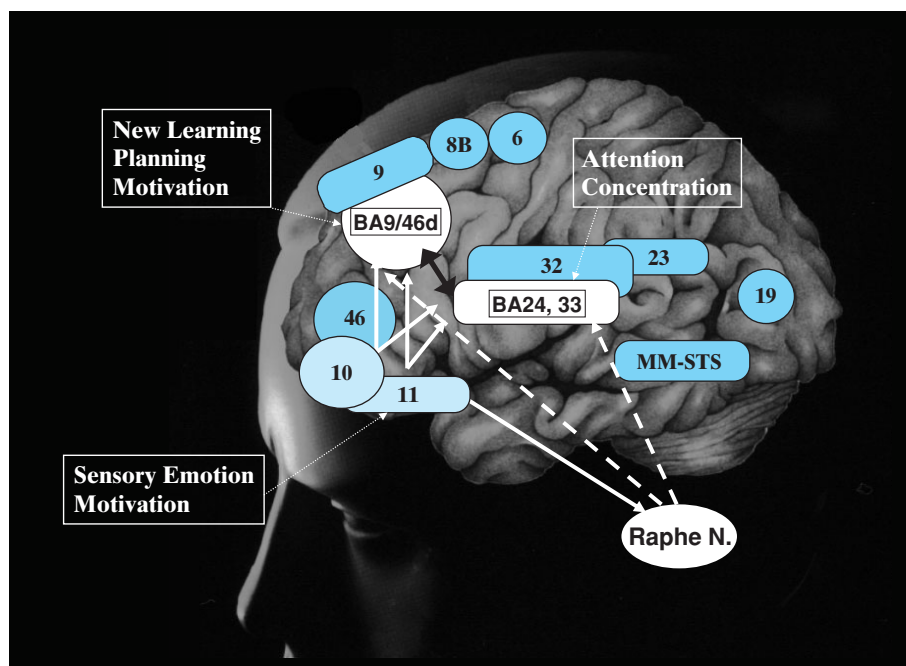 New Learning
Planning
Motivation
9
8B
6
Attention
Concentration
BA9/46d
32
23
BA24, 33
19
46
MM-STS
10
11
Sensory Emotion
Motivation
Raphe N.